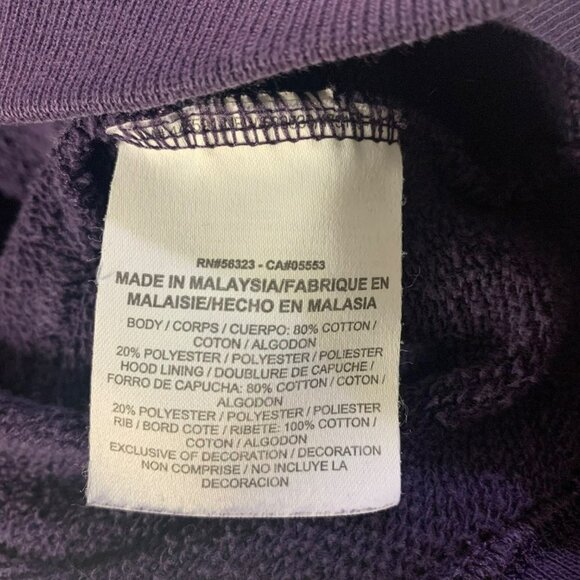 RN#56323 - CA#05553
MADE IN MALAYSIA/FABRIQUE EN
MALAISIE/HECHO EN MALASIA
BODY / CORPS / CUERPO: 80% COTTON /
COTON / ALGODON
20% POLYESTER / POLYESTER / POLIESTER
HOOD LINING / DOUBLURE DE CAPUCHE /
FORRO DE CAPUCHA: 80% COTTON / COTON /
ALGODON
20% POLYESTER / POLYESTER / POLIESTER
RIB / BORD COTE / RIBETE: 100% COTTON /
COTON / ALGODON
EXCLUSIVE OF DECORATION / DECORATION
NON COMPRISE / NO INCLUYE LA
DECORACION